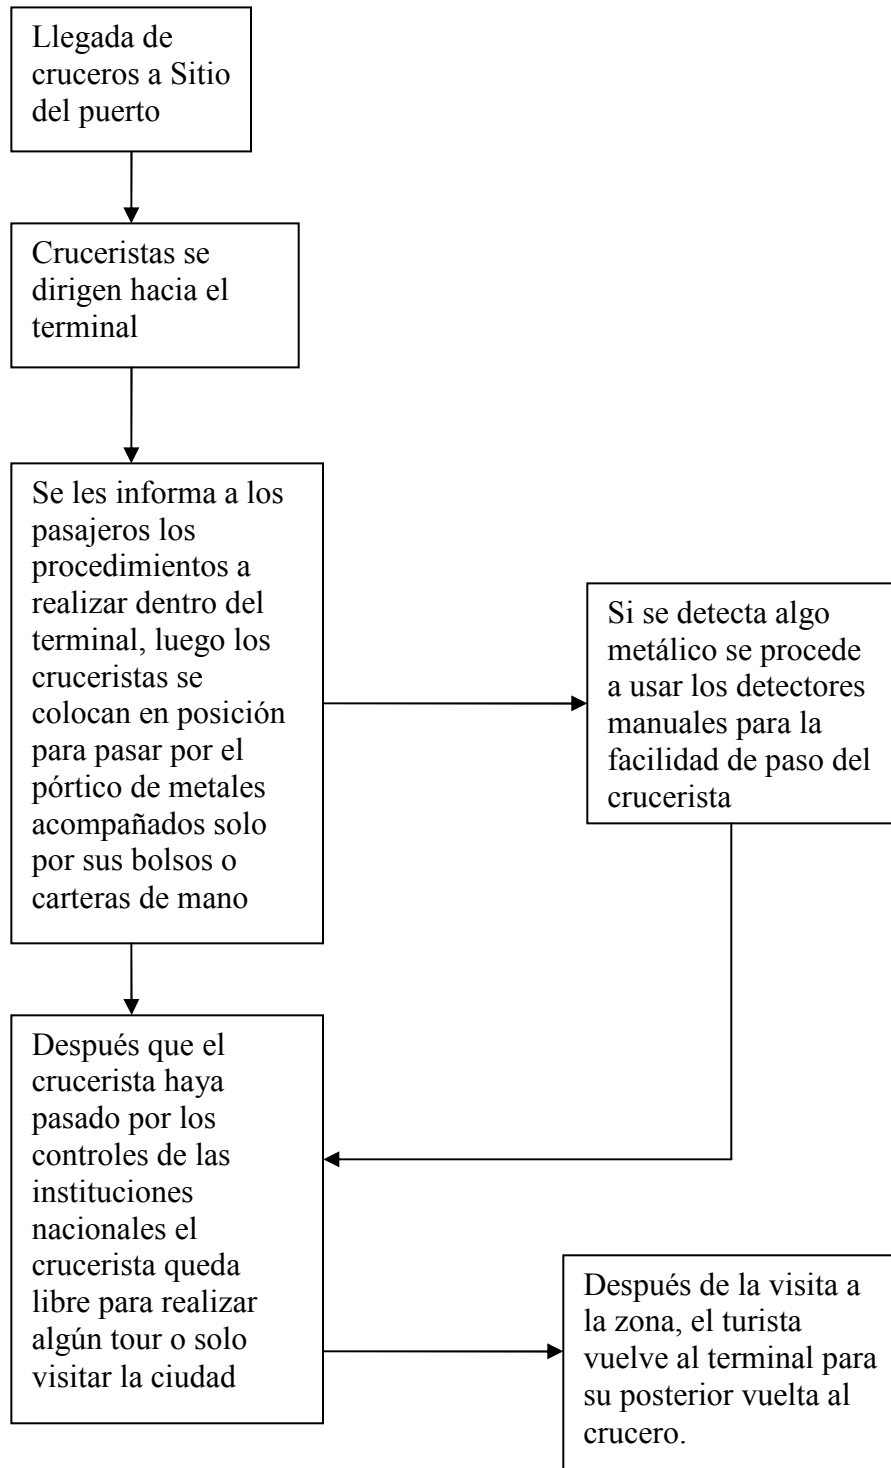 Llegada de
cruceros a Sitio
del puerto
Cruceristas se
dirigen hacia el
terminal
Se les informa a los
pasajeros los
procedimientos a
realizar dentro del
terminal, luego los
cruceristas se
colocan en posición
para pasar por el
pórtico de metales
acompañados solo
por sus bolsos o
carteras de mano
Si se detecta algo
metálico se procede
a usar los detectores
manuales para la
facilidad de paso del
crucerista
Después que el
crucerista haya
pasado por los
controles de las
instituciones
nacionales el
crucerista queda
libre para realizar
algún tour o solo
visitar la ciudad
Después de la visita a
la zona, el turista
vuelve al terminal para
su posterior vuelta al
crucero.